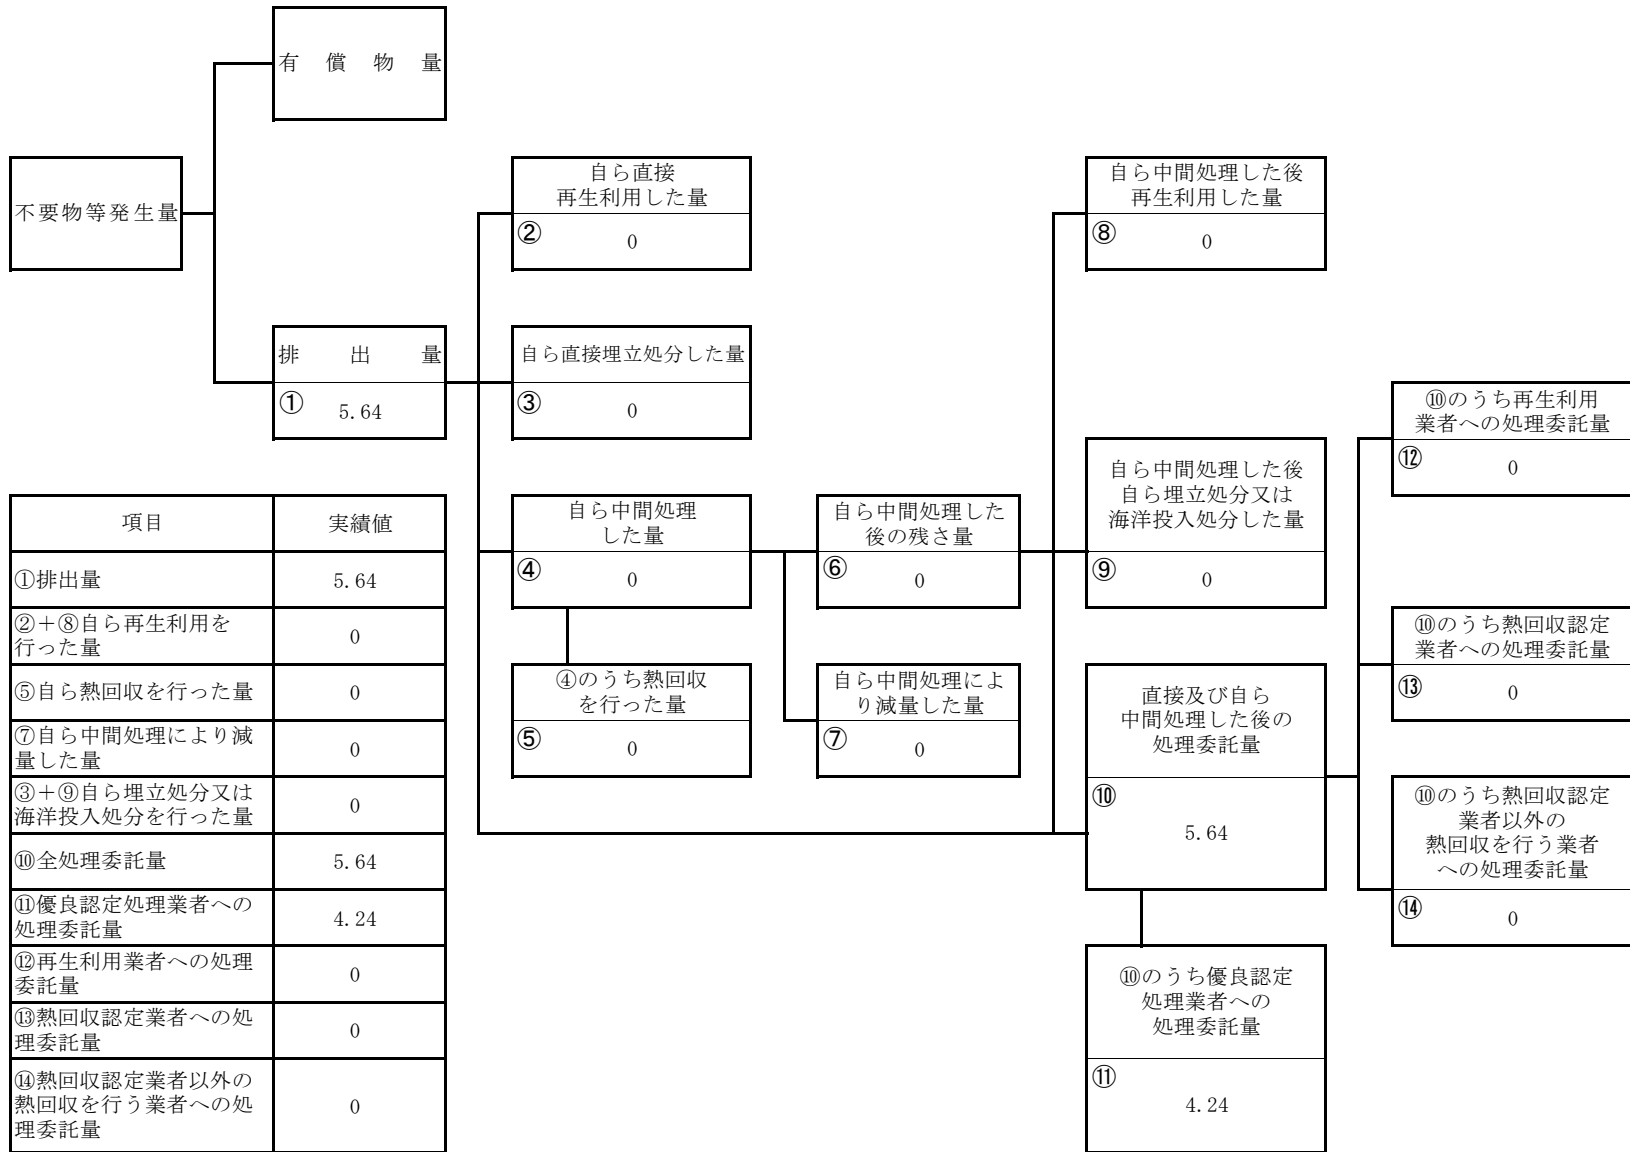 有償物量
不要物等発生量
排出量
① 5.64
自ら直接
再生利用した量
② 0
自ら直接埋立処分した量
③ 0
自ら中間処理
した量
④ 0
④のうち熱回収
を行った量
⑤ 0
自ら中間処理した
後の残さ量
⑥ 0
自ら中間処理によ
り減量した量
⑦ 0
自ら中間処理した後
再生利用した量
⑧ 0
自ら中間処理した後
自ら埋立処分又は
海洋投入処分した量
⑨ 0
直接及び自ら
中間処理した後の
処理委託量
⑩
5.64
⑩のうち優良認定
処理業者への
処理委託量
⑪
4.24
⑩のうち再生利用
業者への処理委託量
⑫ 0
⑩のうち熱回収認定
業者への処理委託量
⑬ 0
⑩のうち熱回収認定
業者以外の
熱回収を行う業者
への処理委託量
⑭ 0
項目 実績値
①排出量 5.64
②+⑧自ら再生利用を
行った量 0
⑤自ら熱回収を行った量 0
⑦自ら中間処理により減
量した量 0
③+⑨自ら埋立処分又は
海洋投入処分を行った量 0
⑩全処理委託量 5.64
⑪優良認定処理業者への
処理委託量 4.24
⑫再生利用業者への処理
委託量 0
⑬熱回収認定業者への処
理委託量 0
⑭熱回収認定業者以外の
熱回収を行う業者への処
理委託量 0